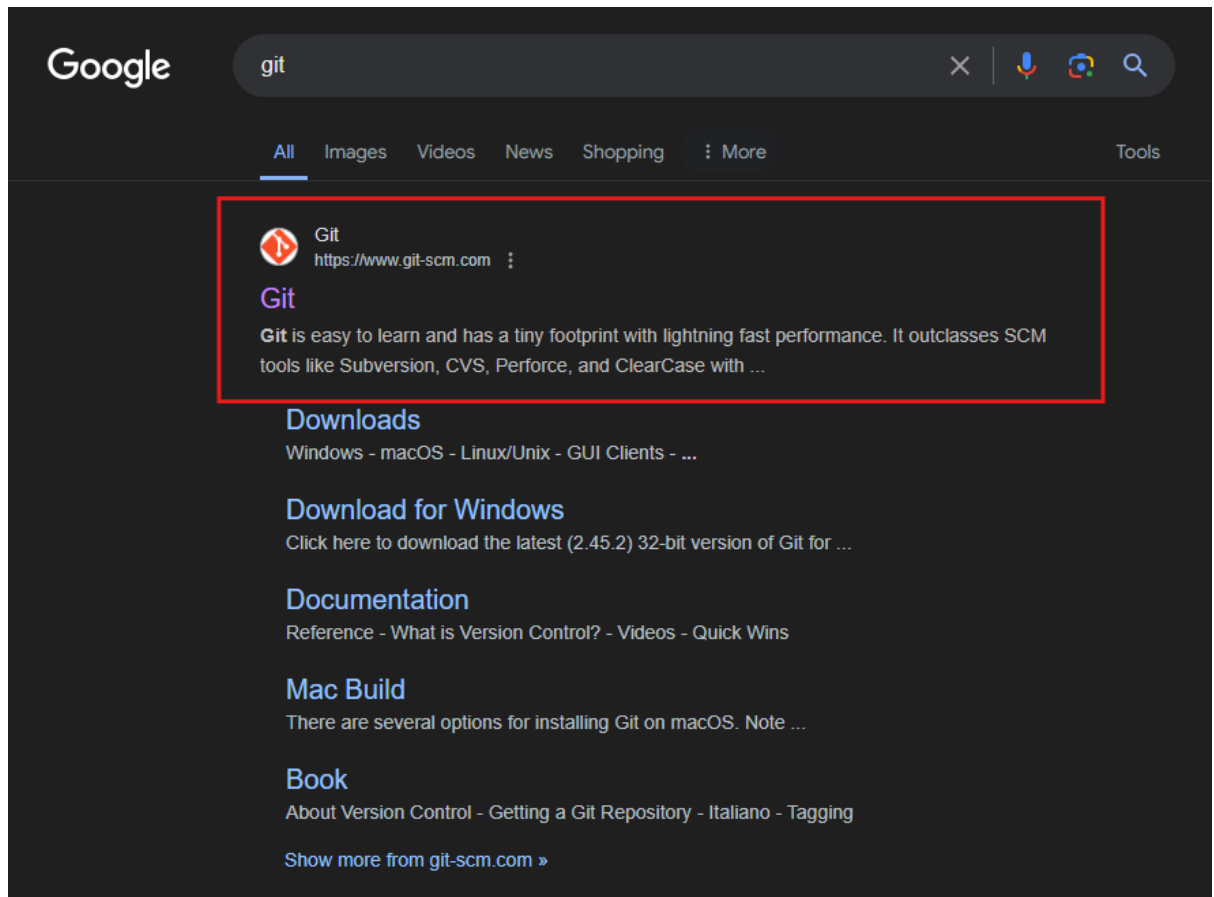 Google
git
All Images Videos News Shopping More Tools
Git
https://www.git-scm.com
Git
Git is easy to learn and has a tiny footprint with lightning fast performance. It outclasses SCM
tools like Subversion, CVS, Perforce, and ClearCase with ...
Downloads
Windows - macOS - Linux/Unix - GUI Clients - ...
Download for Windows
Click here to download the latest (2.45.2) 32-bit version of Git for ...
Documentation
Reference - What is Version Control? - Videos - Quick Wins
Mac Build
There are several options for installing Git on macOS. Note ...
Book
About Version Control - Getting a Git Repository - Italiano - Tagging
Show more from git-scm.com »